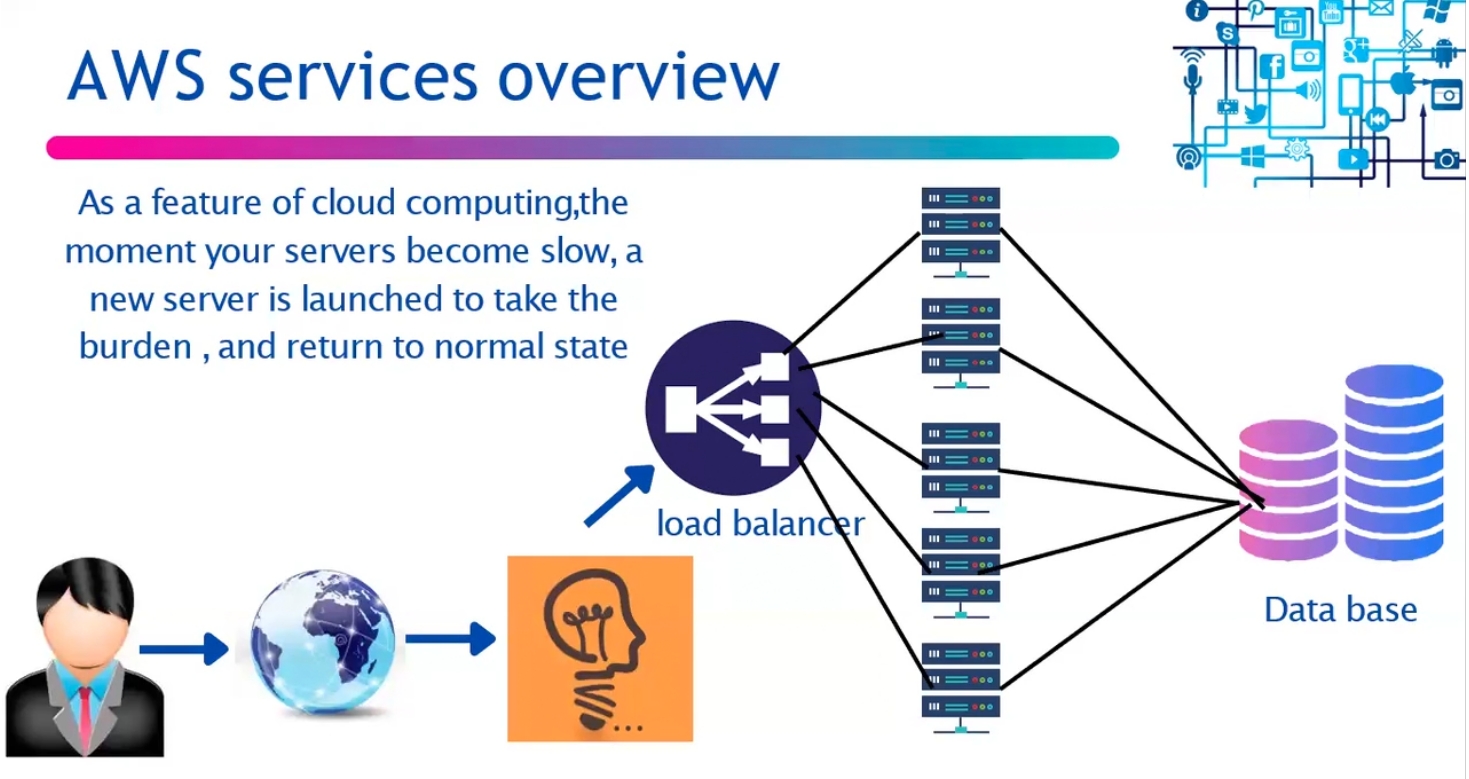 AWS services overview
As a feature of cloud computing,the
moment your servers become slow, a
new server is launched to take the
burden , and return to normal state
load balancer
Data base